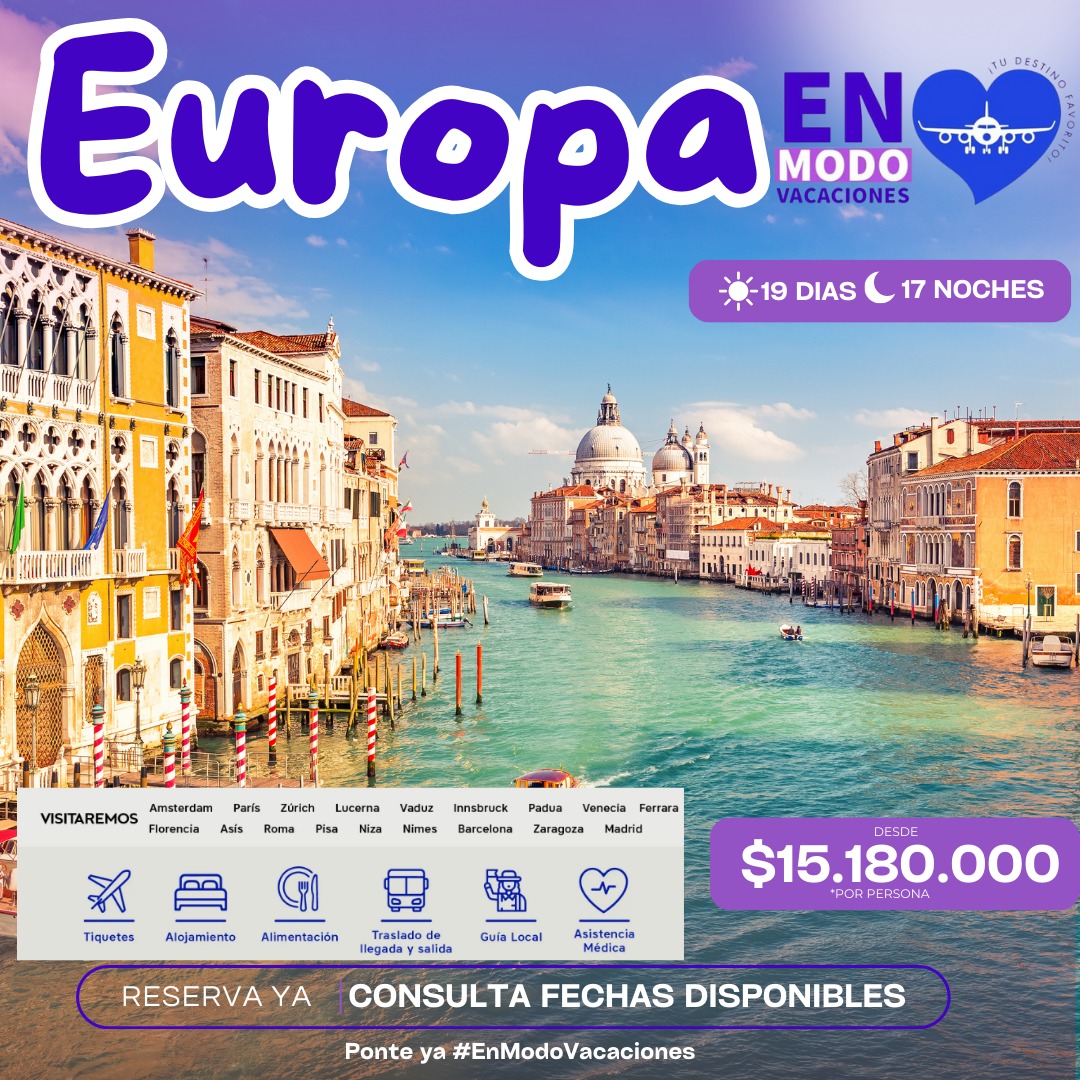 Europa
EN
MODO
VACACIONES
¡TU DESTINO FAVORITO!
19 DIAS 17 NOCHES
VISITAREMOS
Amsterdam París Zúrich Lucerna Vaduz Innsbruck Padua Venecia Ferrara
Florencia Asís Roma Pisa Niza Nimes Barcelona Zaragoza Madrid
Tiquetes
Alojamiento
Alimentación
Traslado de
llegada y salida
Guía Local
Asistencia
Médica
DESDE
$15.180.000
*POR PERSONA
RESERVA YA CONSULTA FECHAS DISPONIBLES
Ponte ya #EnModoVacaciones